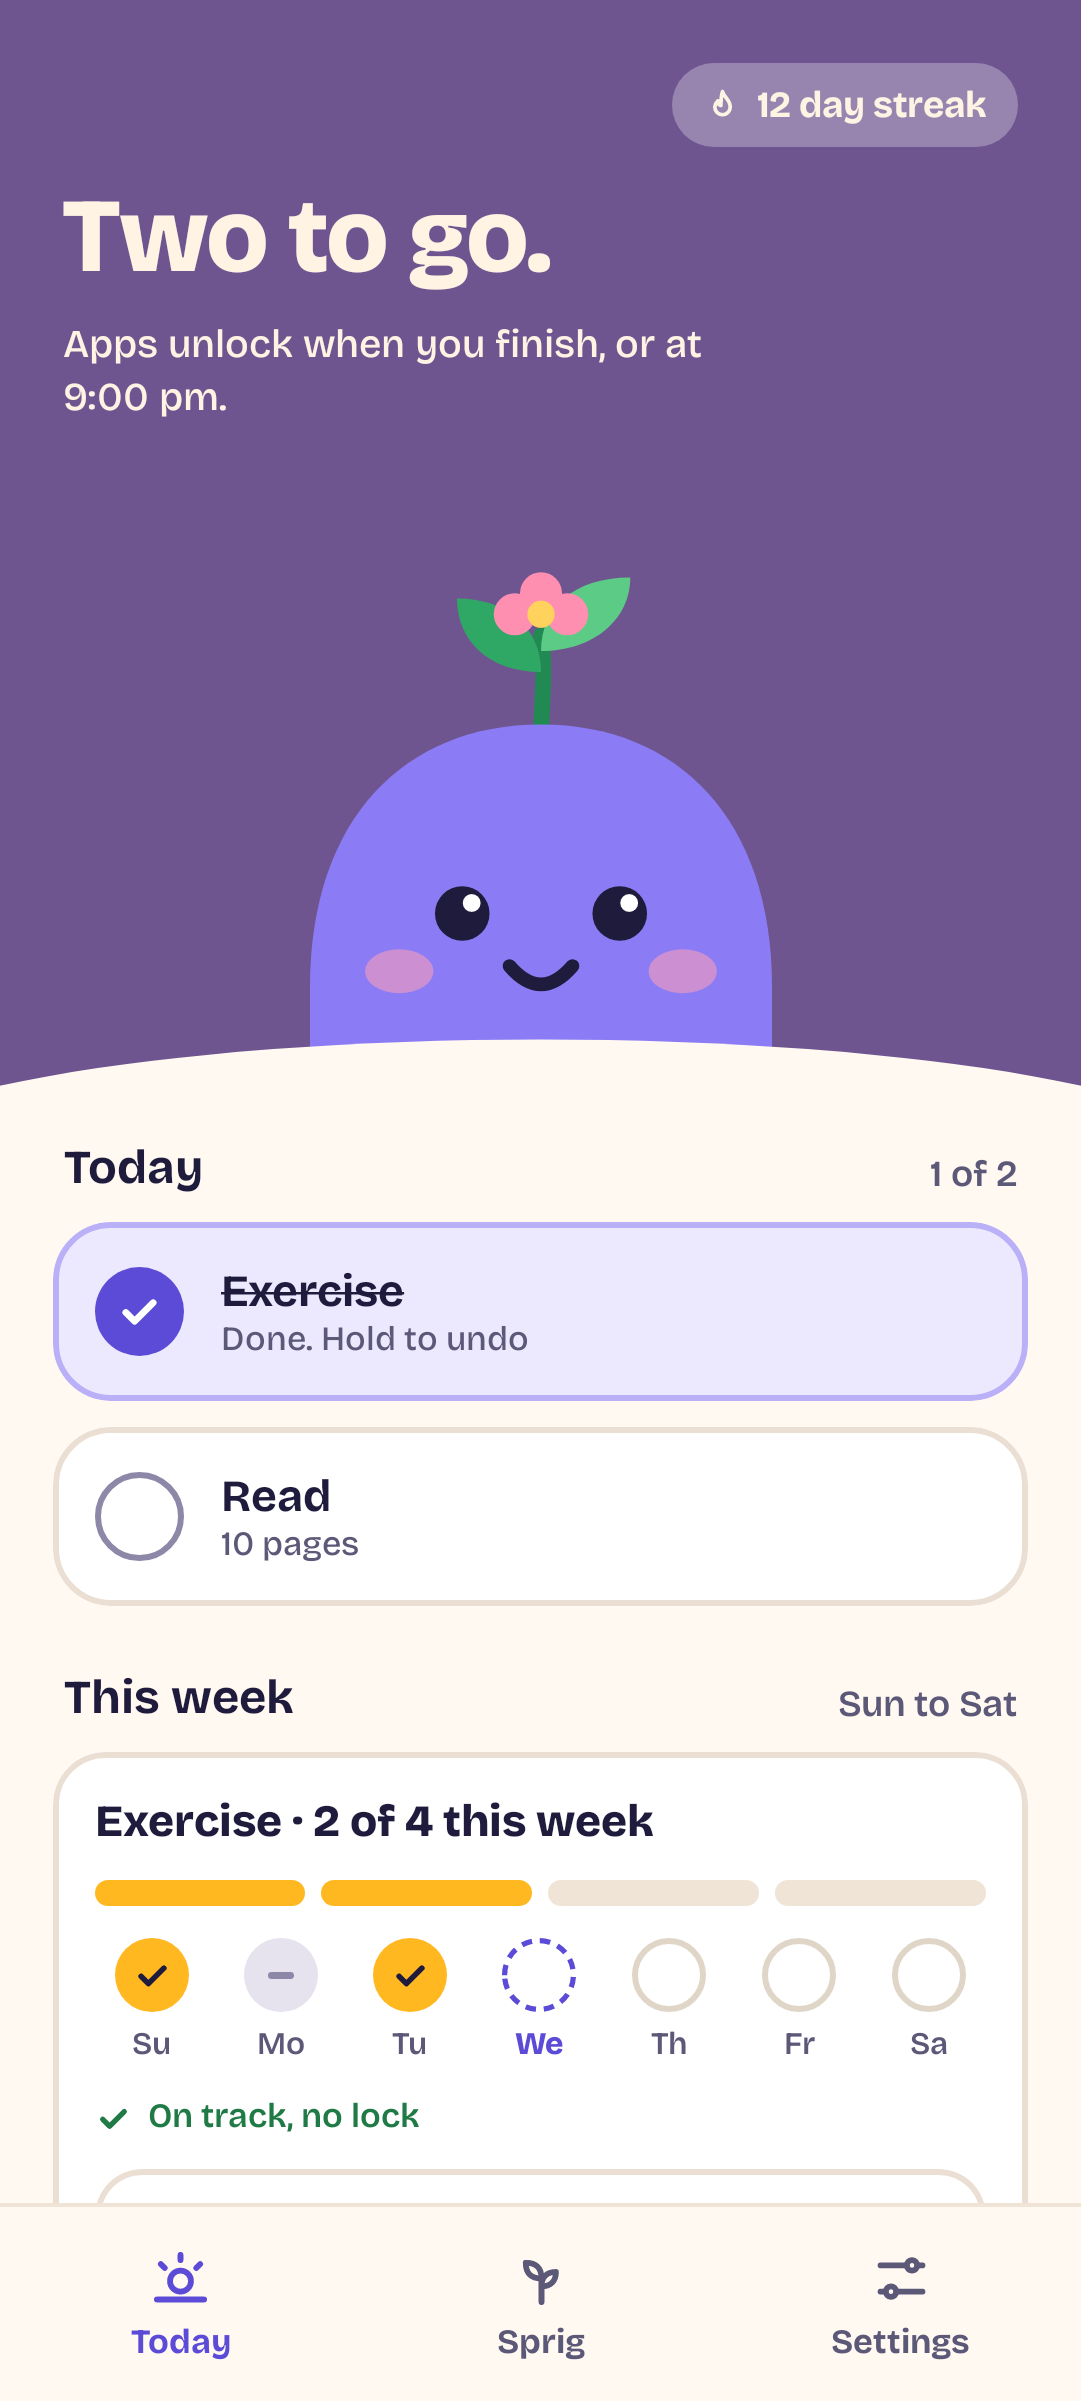 12 day streak
Two to go.
Apps unlock when you finish, or at
9:00 pm.
Today
1 of 2
Exercise
Done. Hold to undo
Read
10 pages
This week
Sun to Sat
Exercise · 2 of 4 this week
Su Mo Tu We Th Fr Sa
On track, no lock
Today Sprig Settings